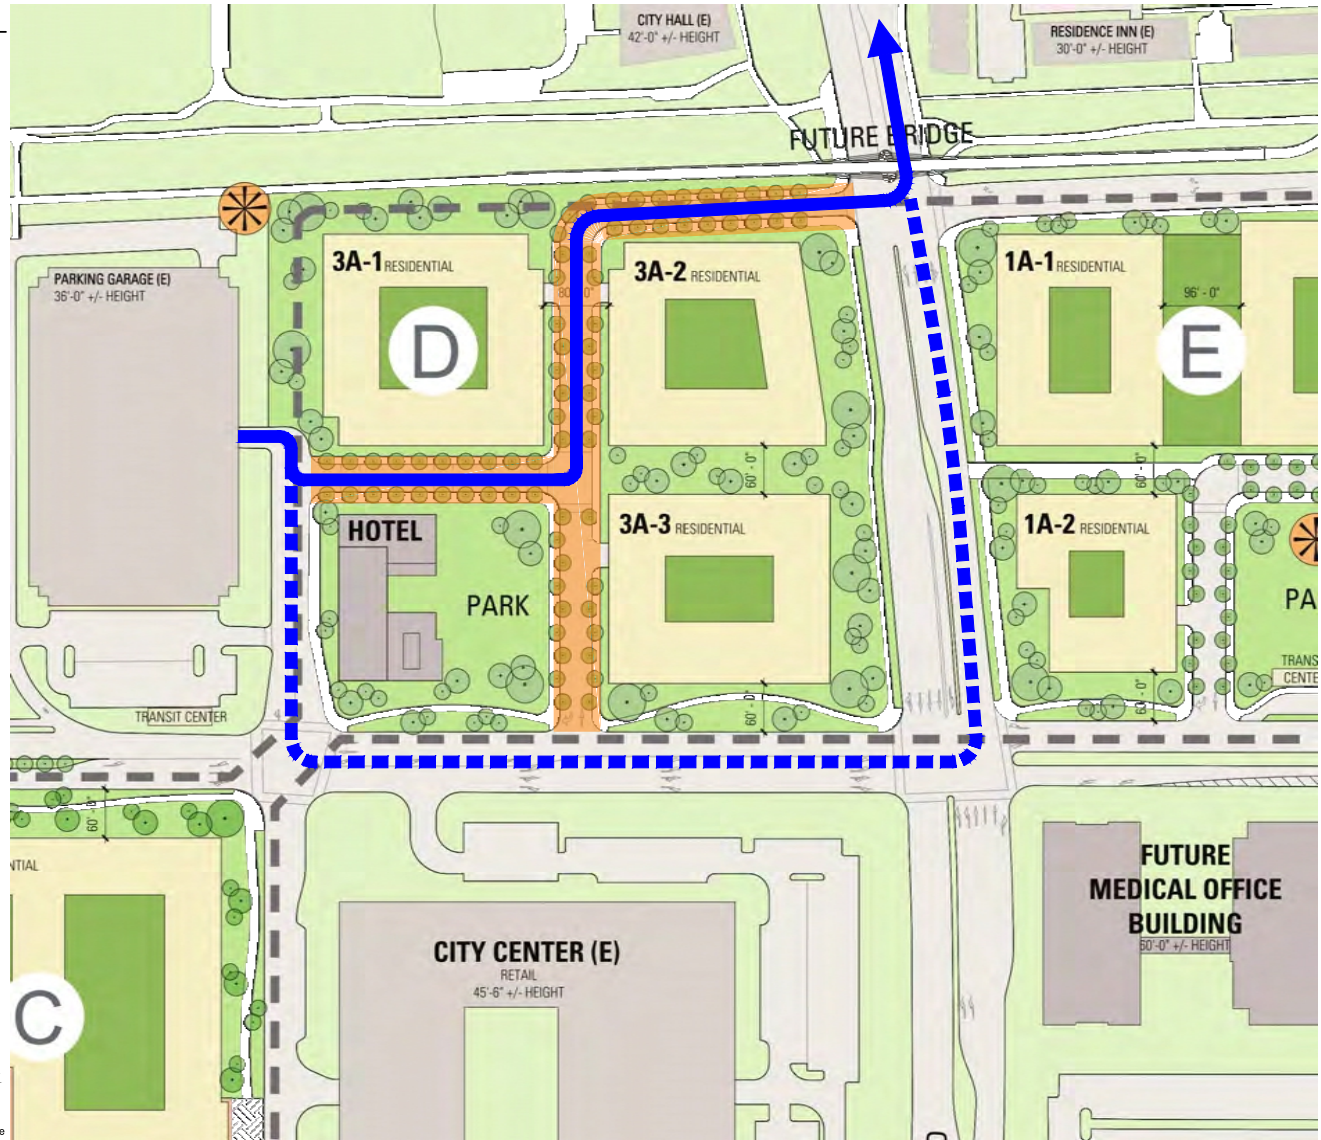 CITY HALL (E)
42'-0" +/- HEIGHT
RESIDENCE INN (E)
30'-0" +/- HEIGHT
FUTURE BRIDGE
PARKING GARAGE (E)
36'-0" +/- HEIGHT
3A-1 RESIDENTIAL
3A-2 RESIDENTIAL
1A-1 RESIDENTIAL
96' - 0"
D
E
60' - 0"
60' - 0"
HOTEL
3A-3 RESIDENTIAL
1A-2 RESIDENTIAL
PARK
PA
TRANS
CENTE
60' - 0"
60' - 0"
TRANSIT CENTER
60' - 0"
NTIAL
FUTURE
MEDICAL OFFICE
BUILDING
60'-0" +/- HEIGHT
CITY CENTER (E)
RETAIL
45'-6" +/- HEIGHT
C
e